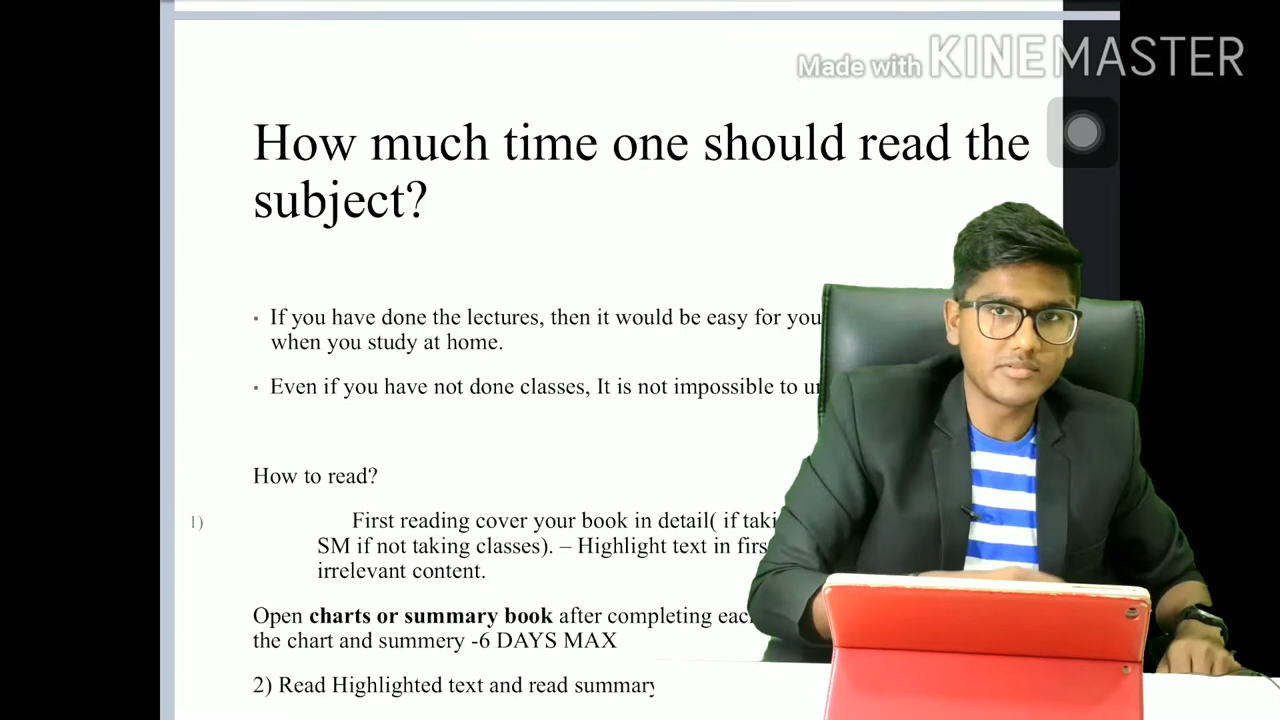 Made with KINEMASTER
How much time one should read the
subject?
If you have done the lectures, then it would be easy for you
when you study at home.
Even if you have not done classes, It is not impossible to
How to read?
1)
First reading cover your book in detail( if
SM if not taking classes). – Highlight text in
irrelevant content.
Open charts or summary book after completing
the chart and summery -6 DAYS MAX
2) Read Highlighted text and read summary